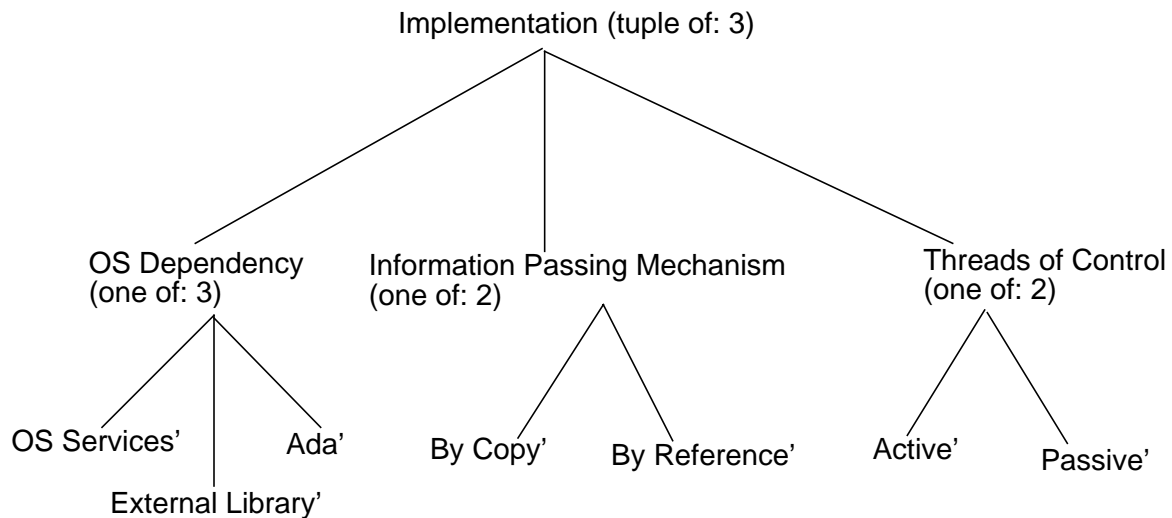 Implementation (tuple of: 3)
OS Dependency
(one of: 3)
Information Passing Mechanism
(one of: 2)
Threads of Control
(one of: 2)
OS Services’
External Library’
Ada’
By Copy’
By Reference’
Active’
Passive’